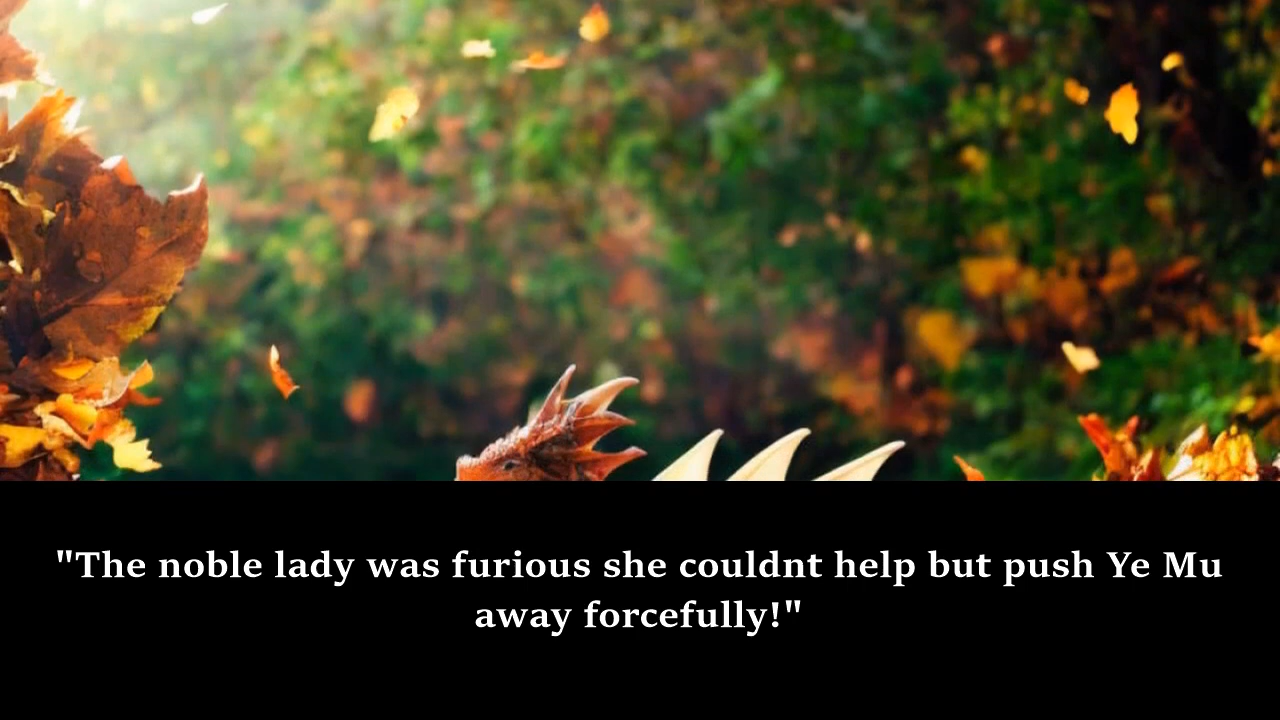 "The noble lady was furious she couldnt help but push Ye Mu
away forcefully!"